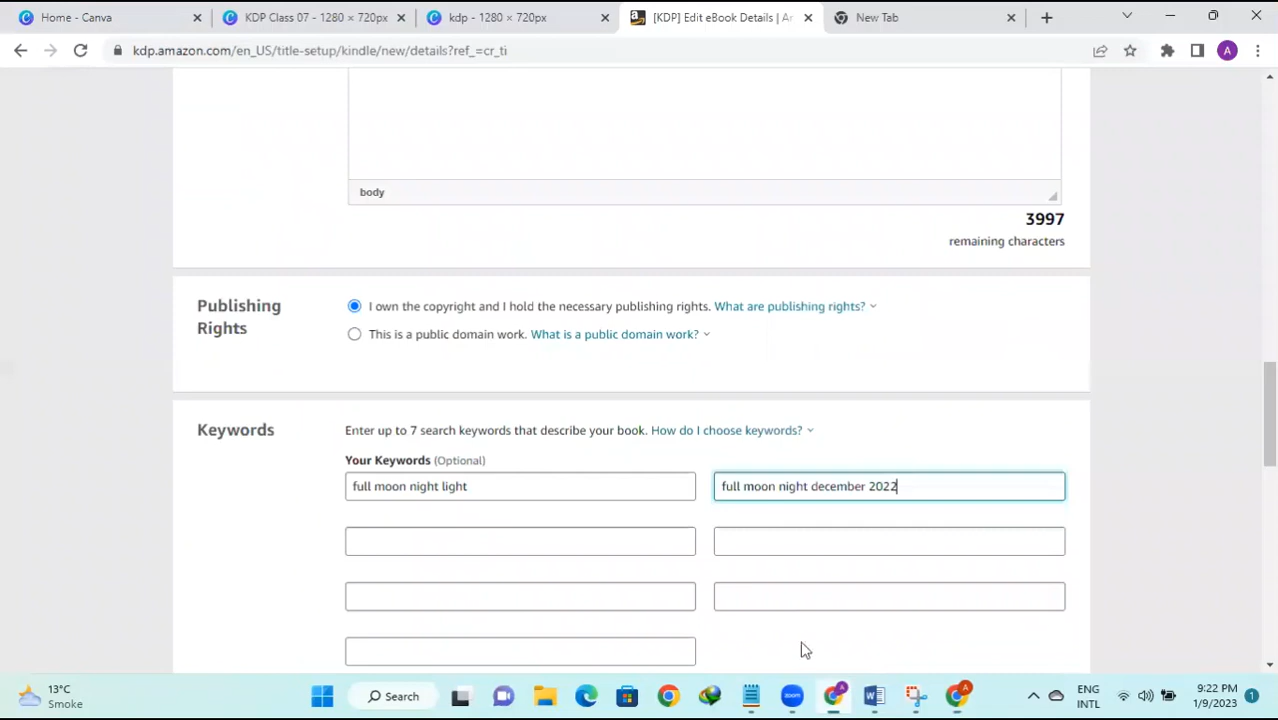 Home - Canva
KDP Class 07 - 1280 × 720px
kdp - 1280 × 720px
[KDP] Edit eBook Details | Am
New Tab
kdp.amazon.com/en_US/title-setup/kindle/new/details?ref_=cr_ti
A
body
3997
remaining characters
Publishing
Rights
I own the copyright and I hold the necessary publishing rights. What are publishing rights?
This is a public domain work. What is a public domain work?
Keywords
Enter up to 7 search keywords that describe your book. How do I choose keywords?
Your Keywords (Optional)
full moon night light
full moon night december 2022
13°C
Smoke
Search
zoom
ENG
INTL
9:22 PM
1/9/2023
1